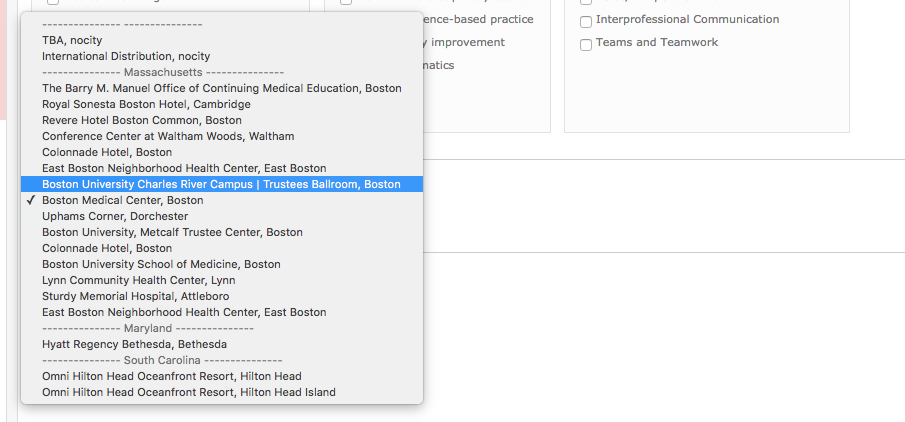 --------------- ---------------
TBA, nocity
International Distribution, nocity
--------------- Massachusetts ---------------
The Barry M. Manuel Office of Continuing Medical Education, Boston
Royal Sonesta Boston Hotel, Cambridge
Revere Hotel Boston Common, Boston
Conference Center at Waltham Woods, Waltham
Colonnade Hotel, Boston
East Boston Neighborhood Health Center, East Boston
Boston University Charles River Campus | Trustees Ballroom, Boston
✓ Boston Medical Center, Boston
Uphams Corner, Dorchester
Boston University, Metcalf Trustee Center, Boston
Colonnade Hotel, Boston
Boston University School of Medicine, Boston
Lynn Community Health Center, Lynn
Sturdy Memorial Hospital, Attleboro
East Boston Neighborhood Health Center, East Boston
--------------- Maryland ---------------
Hyatt Regency Bethesda, Bethesda
--------------- South Carolina ---------------
Omni Hilton Head Oceanfront Resort, Hilton Head
Omni Hilton Head Oceanfront Resort, Hilton Head Island
ence-based practice
y improvement
matics
Interprofessional Communication
Teams and Teamwork